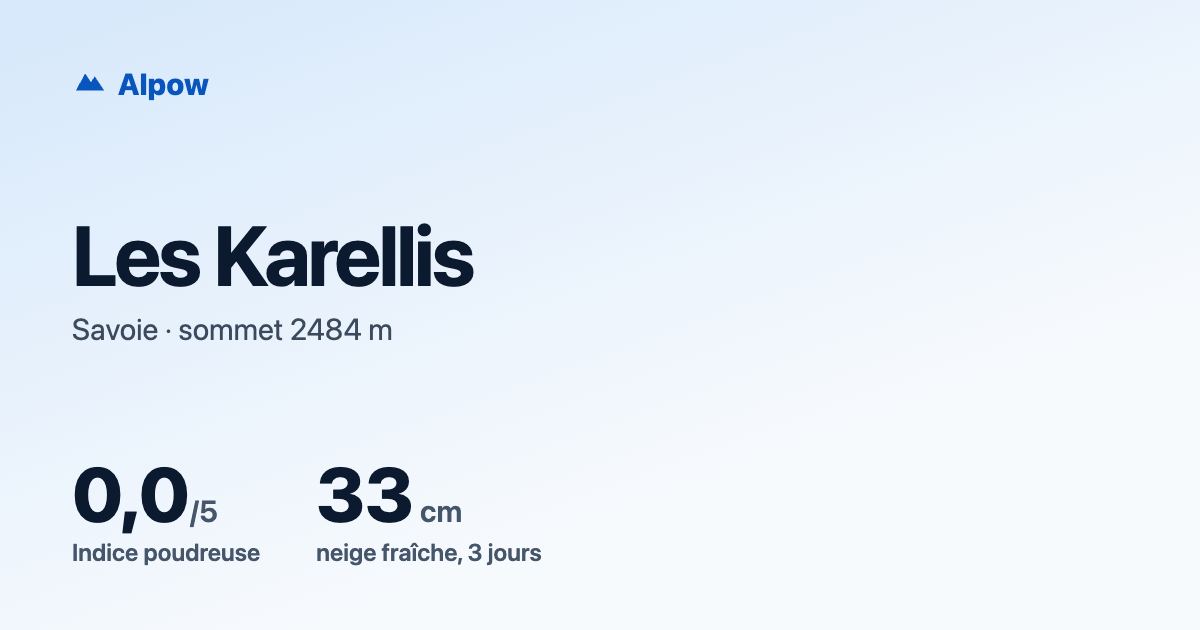 Alpow
Les Karellis
Savoie · sommet 2484 m
0,0/5
Indice poudreuse
33 cm
neige fraîche, 3 jours